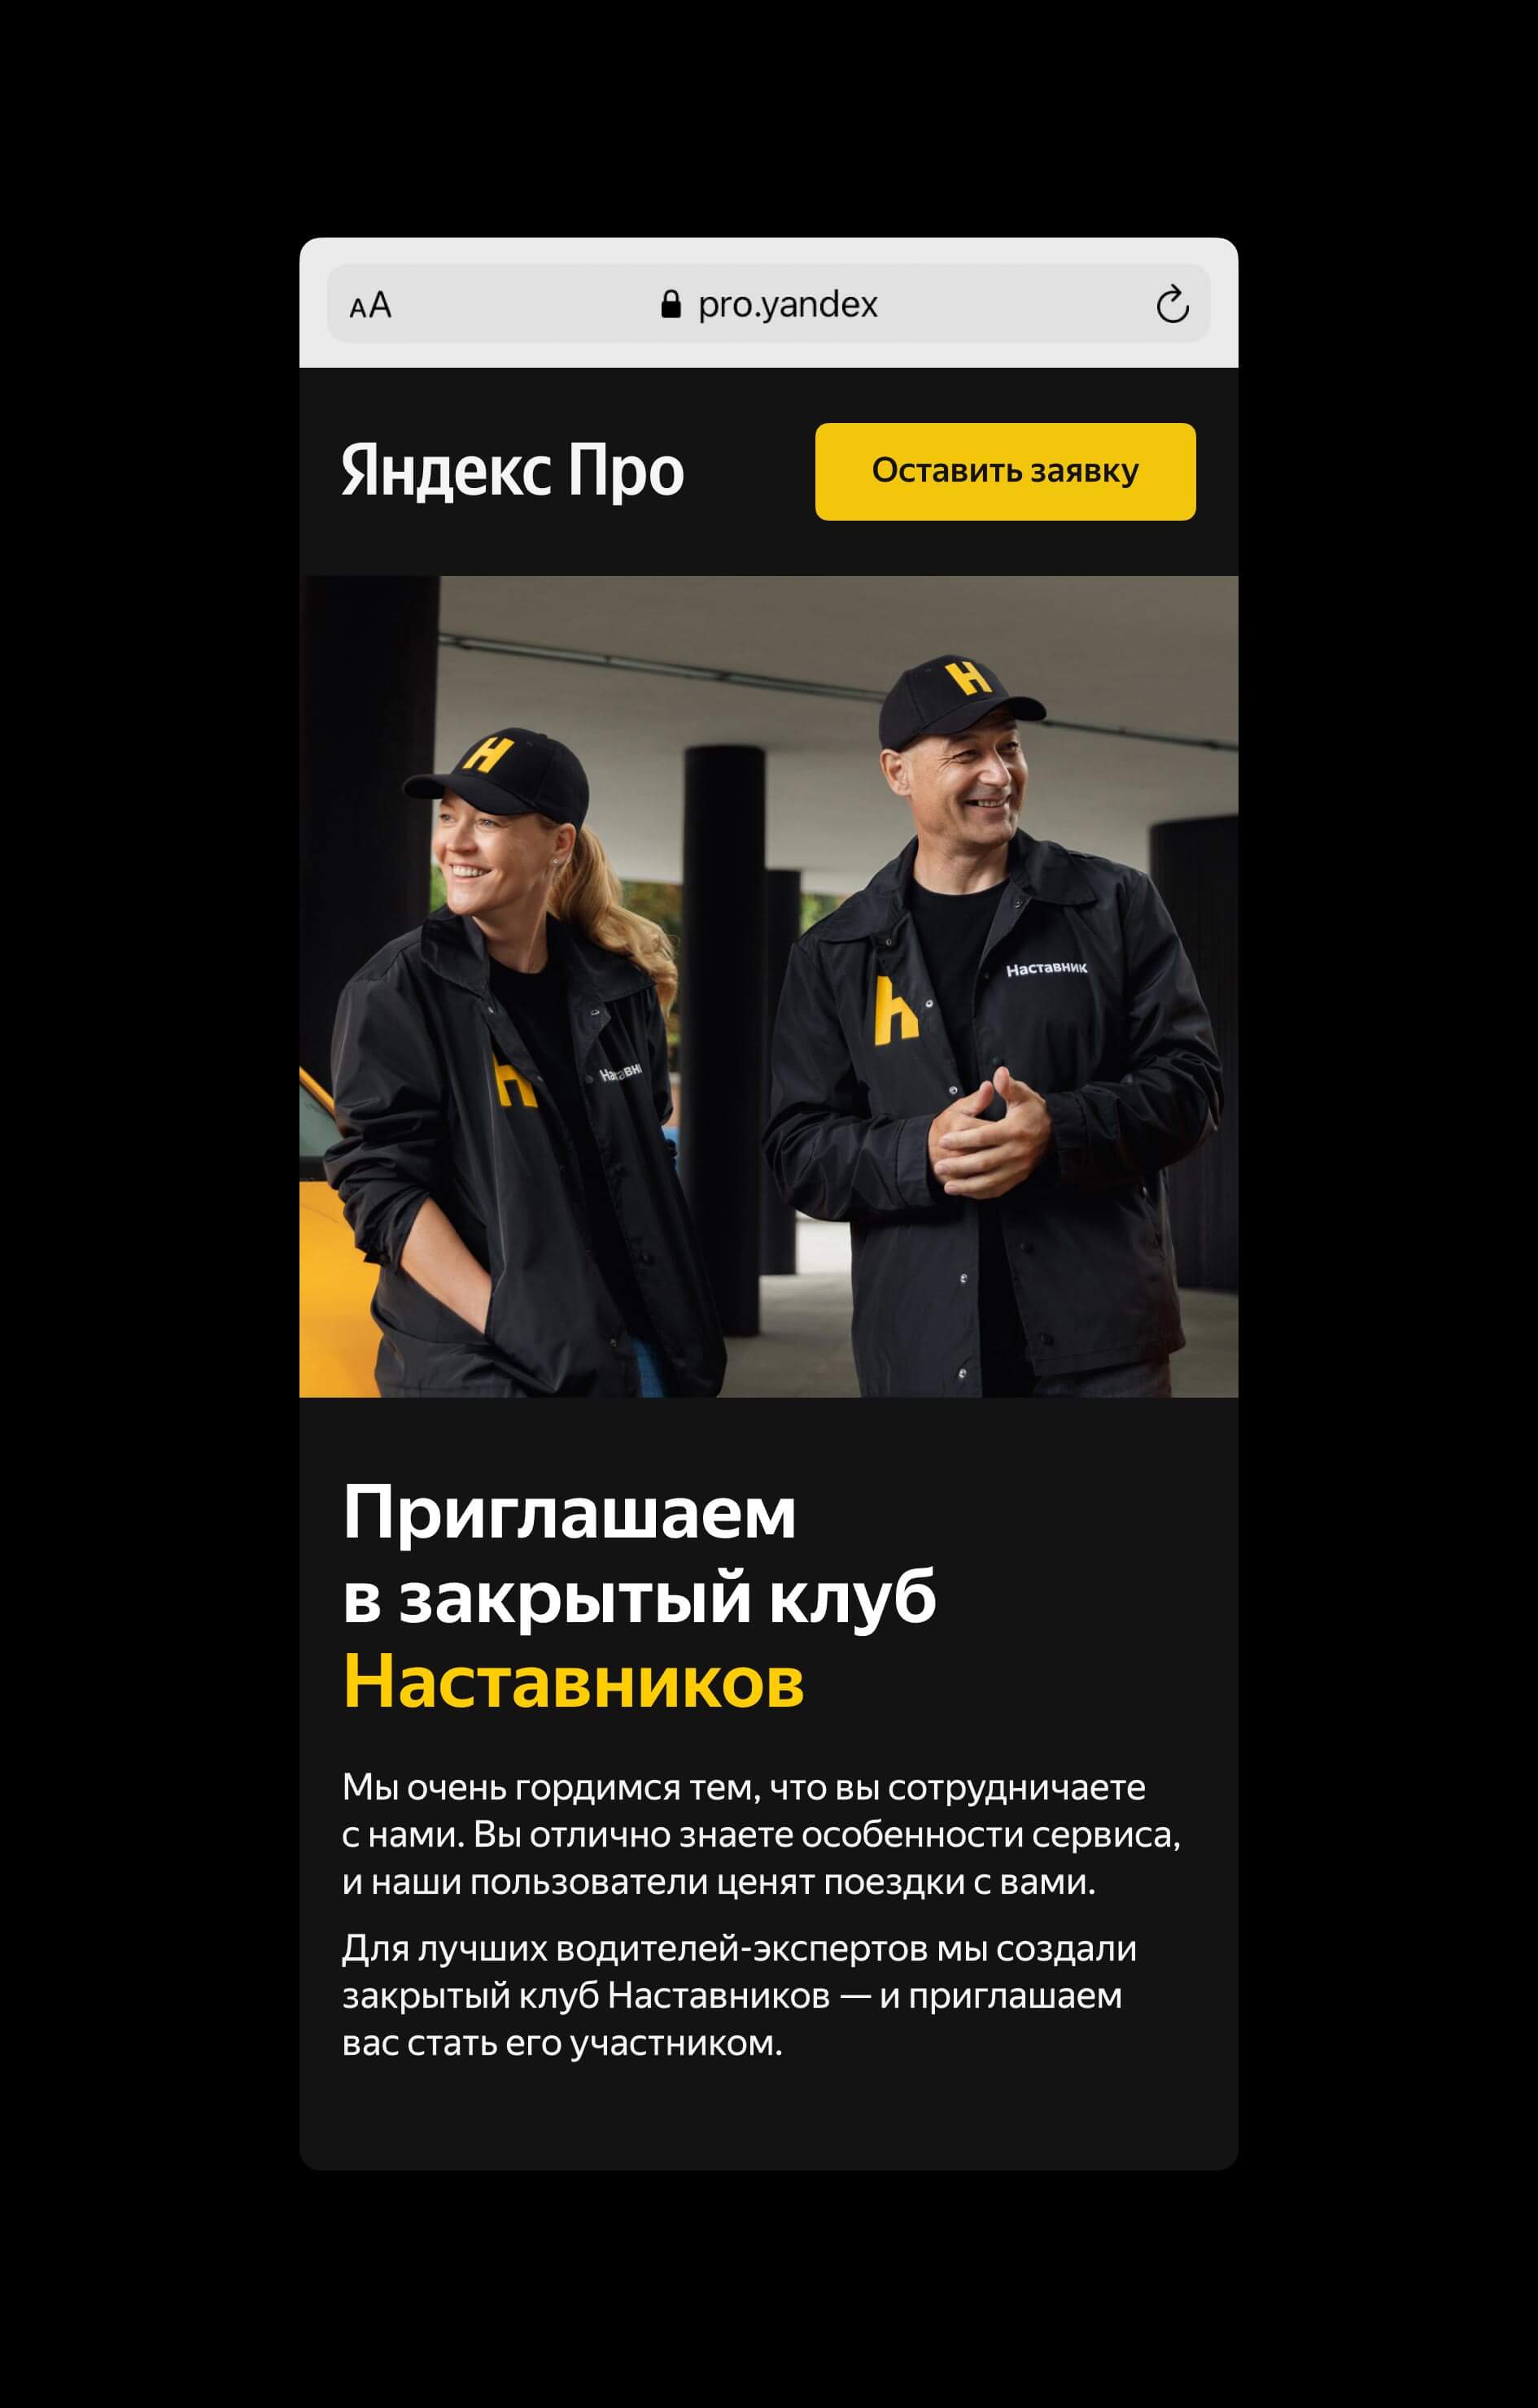 AA
pro.yandex
Яндекс Про
Оставить заявку
Н
Н
Наставник
Н
Н
Приглашаем
в закрытый клуб
Наставников
Мы очень гордимся тем, что вы сотрудничаете
с нами. Вы отлично знаете особенности сервиса,
и наши пользователи ценят поездки с вами.
Для лучших водителей-экспертов мы создали
закрытый клуб Наставников — и приглашаем
вас стать его участником.